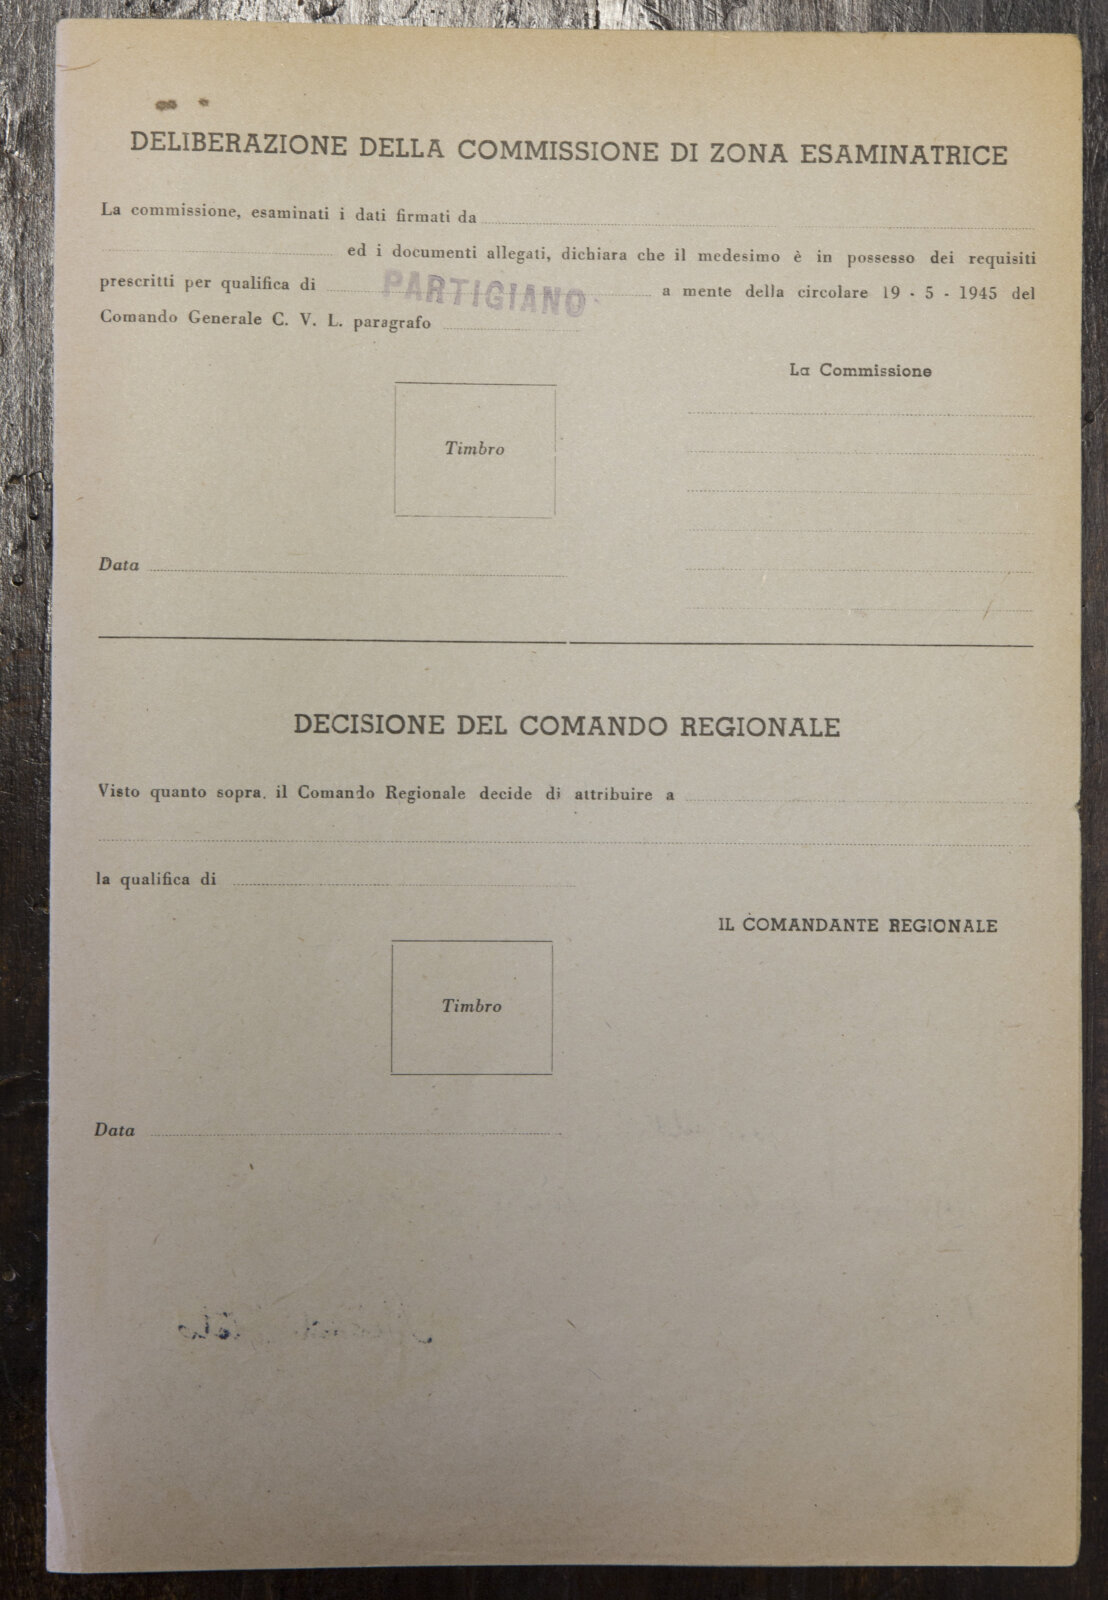 DELIBERAZIONE DELLA COMMISSIONE DI ZONA ESAMINATRICE
La commissione, esaminati i dati firmati da
ed i documenti allegati, dichiara che il medesimo è in possesso dei requisiti
prescritti per qualifica di PARTIGIANO a mente della circolare 19 - 5 - 1945 del
Comando Generale C. V. L. paragrafo
La Commissione
Timbro
Data
DECISIONE DEL COMANDO REGIONALE
Visto quanto sopra, il Comando Regionale decide di attribuire a
la qualifica di
IL COMANDANTE REGIONALE
Timbro
Data